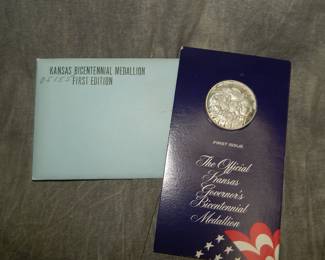 KANSAS BICENTENNIAL MEDALLION
FIRST EDITION
FIRST ISSUE
The Official
Kansas
Governor's
Bicentennial
Medallion